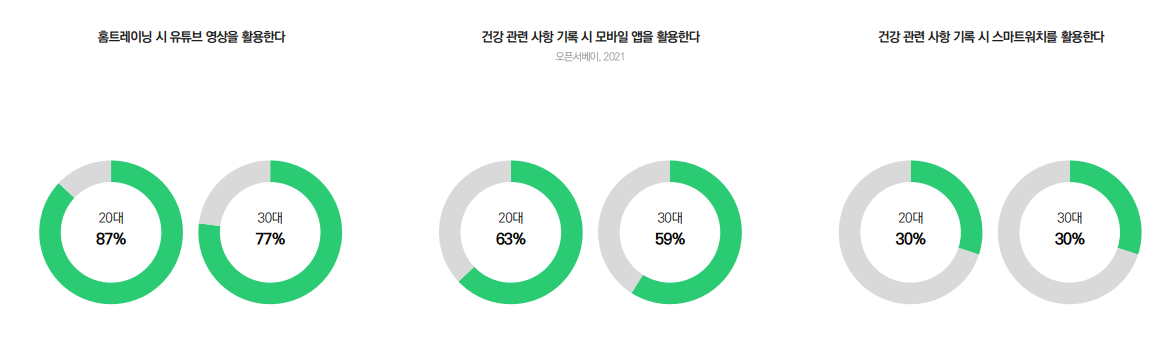 홈트레이닝 시 유튜브 영상을 활용한다
20대
87%
30대
77%
건강 관련 사항 기록 시 모바일 앱을 활용한다
오픈서베이, 2021
20대
63%
30대
59%
건강 관련 사항 기록 시 스마트워치를 활용한다
20대
30%
30대
30%